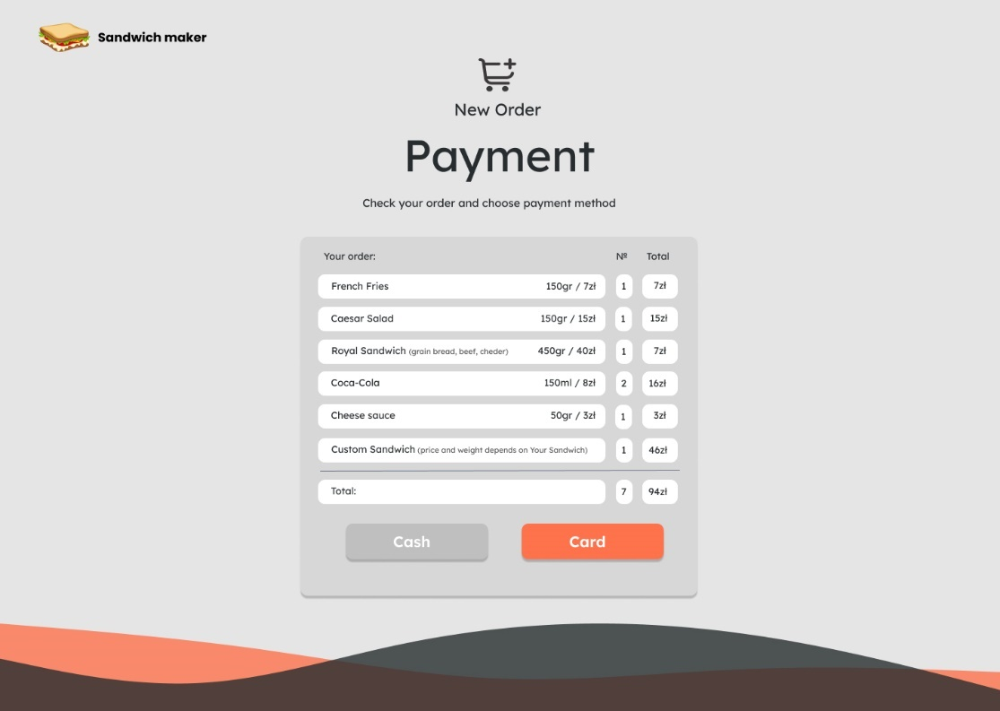 Sandwich maker
New Order
Payment
Check your order and choose payment method
Your order: № Total
French Fries 150gr / 7zł 1 7zł
Caesar Salad 150gr / 15zł 1 15zł
Royal Sandwich (grain bread, beef, cheder) 450gr / 40zł 1 7zł
Coca-Cola 150ml / 8zł 2 16zł
Cheese sauce 50gr / 3zł 1 3zł
Custom Sandwich (price and weight depends on Your Sandwich) 1 46zł
Total: 7 94zł
Cash Card